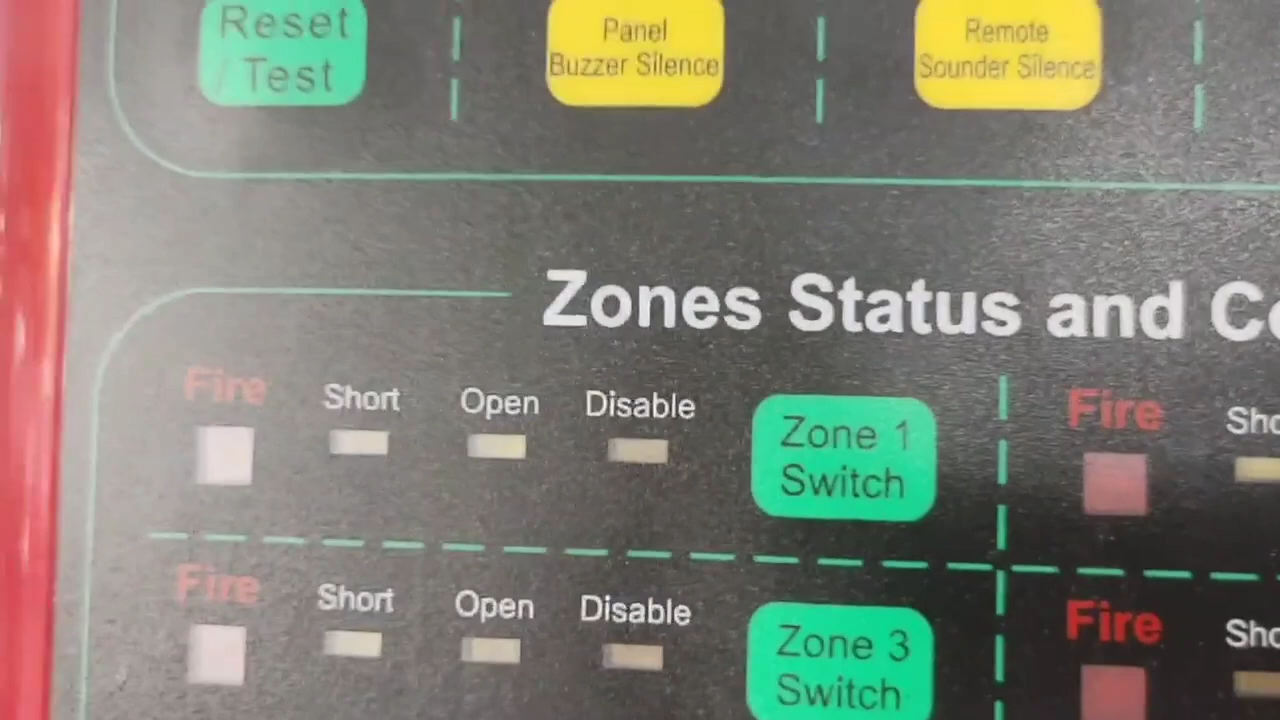 Reset
/ Test
Panel
Buzzer Silence
Remote
Sounder Silence
Zones Status and
Fire Short Open Disable
Zone 1
Switch
Fire
Fire Short Open Disable
Zone 3
Switch
Fire